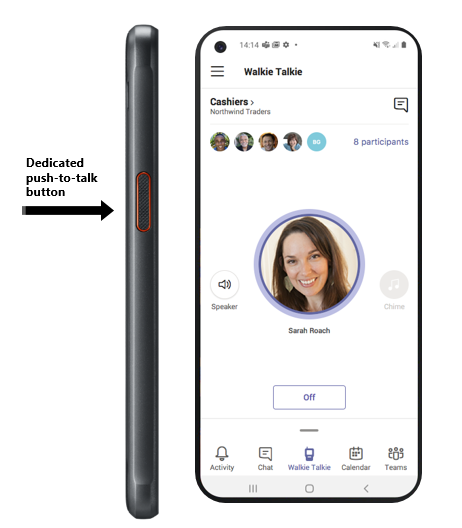 14:14
Walkie Talkie
Cashiers >
Northwind Traders
BD
8 participants
Dedicated
push-to-talk
button
Speaker
Chime
Sarah Roach
Off
Activity
Chat
Walkie Talkie
Calendar
Teams